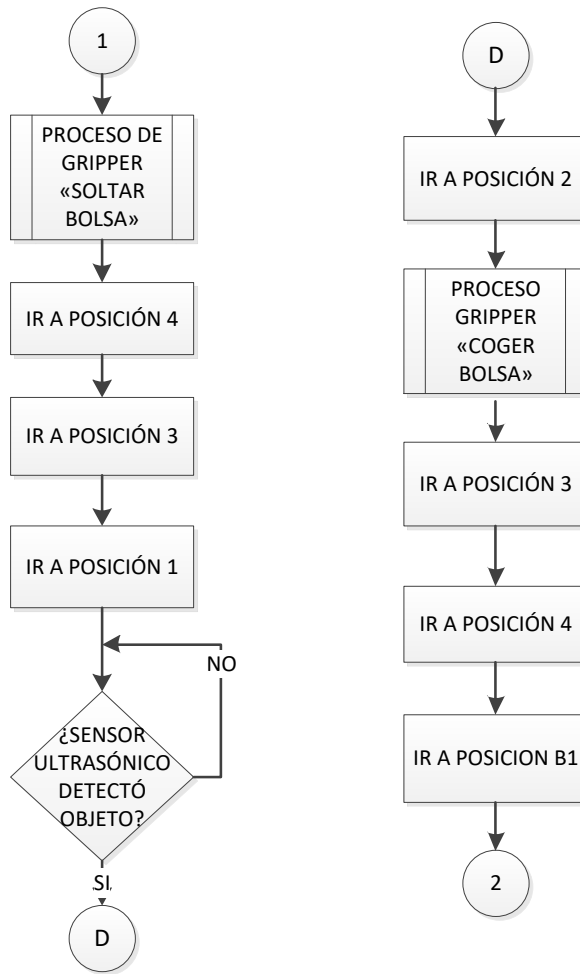 1
PROCESO DE
GRIPPER
«SOLTAR
BOLSA»
IR A POSICIÓN 4
IR A POSICIÓN 3
IR A POSICIÓN 1
NO
¿SENSOR
ULTRASÓNICO
DETECTÓ
OBJETO?
SI
D
D
IR A POSICIÓN 2
PROCESO
GRIPPER
«COGER
BOLSA»
IR A POSICIÓN 3
IR A POSICIÓN 4
IR A POSICION B1
2